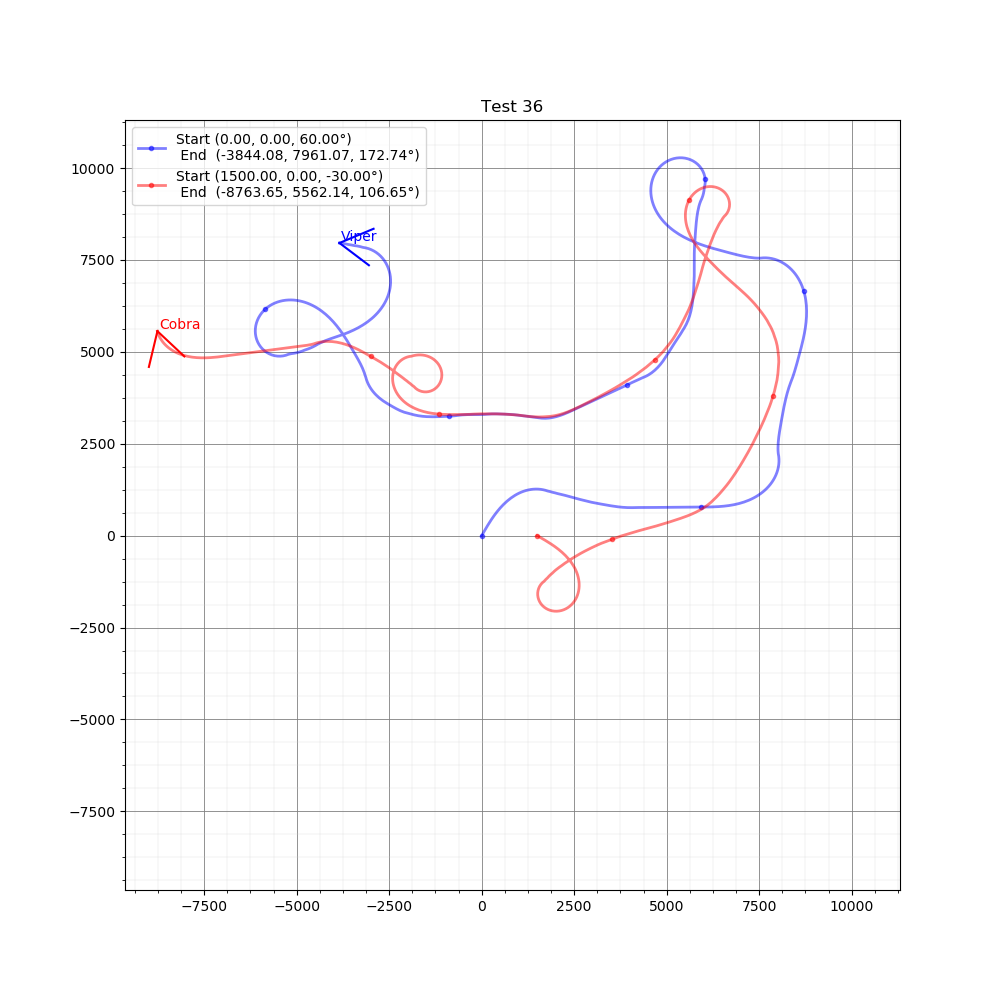 Test 36
Start (0.00, 0.00, 60.00°)
End  (-3844.08, 7961.07, 172.74°)
Start (1500.00, 0.00, -30.00°)
End  (-8763.65, 5562.14, 106.65°)
10000
7500
5000
2500
0
−2500
−5000
−7500
Viper
Cobra
−7500 −5000 −2500 0 2500 5000 7500 10000